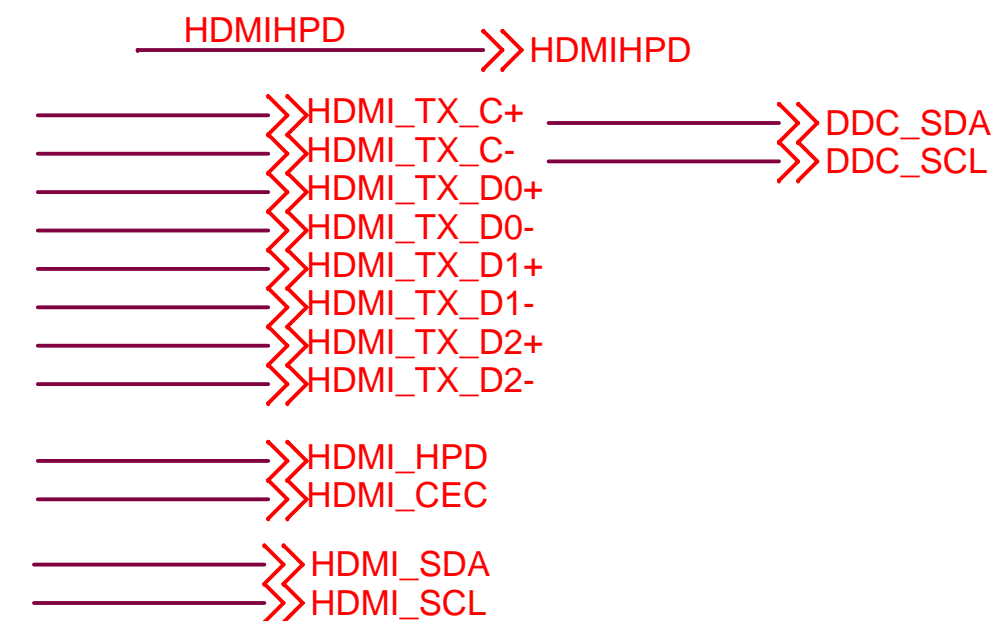 HDMIHPD
HDMIHPD
HDMI_TX_C+
HDMI_TX_C-
HDMI_TX_D0+
HDMI_TX_D0-
HDMI_TX_D1+
HDMI_TX_D1-
HDMI_TX_D2+
HDMI_TX_D2-
DDC_SDA
DDC_SCL
HDMI_HPD
HDMI_CEC
HDMI_SDA
HDMI_SCL